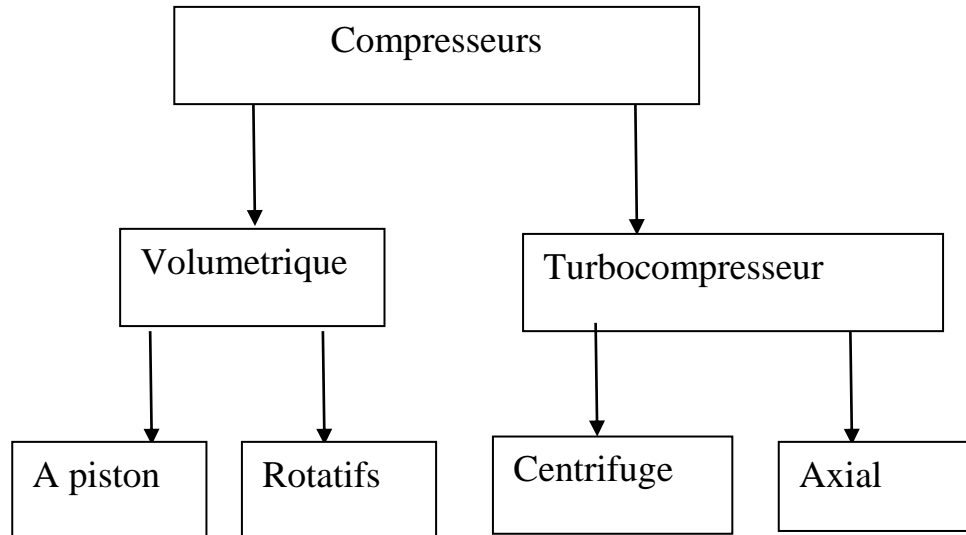 Compresseurs
Volumetrique
Turbocompresseur
A piston
Rotatifs
Centrifuge
Axial